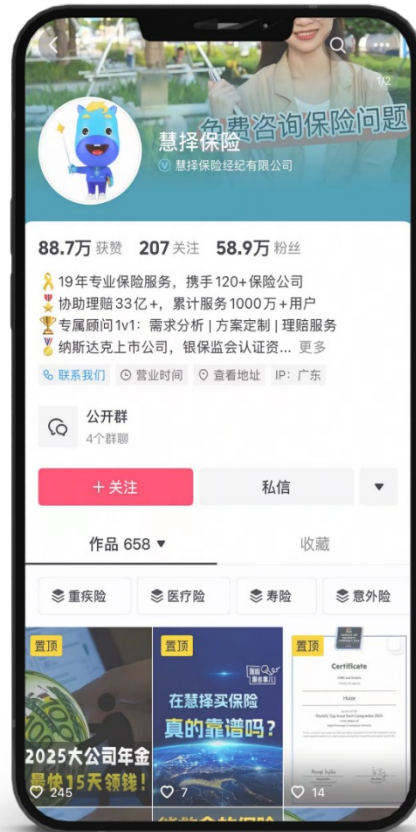 1/2
免费咨询保险问题
慧择保险
慧择保险经纪有限公司
88.7万 获赞 207 关注 58.9万 粉丝
19年专业保险服务,携手120+保险公司
协助理赔33亿+,累计服务1000万+用户
专属顾问1v1:需求分析 | 方案定制 | 理赔服务
纳斯达克上市公司,银保监会认证资... 更多
联系我们 营业时间 查看地址 IP:广东
公开群
4个群聊
+关注 私信
作品 658 收藏
重疾险 医疗险 寿险 意外险
置顶 置顶 置顶
Certificate
Huize
在慧择买保险
真的靠谱吗?
2025大公司年金
最快15天领钱!
245 7 14